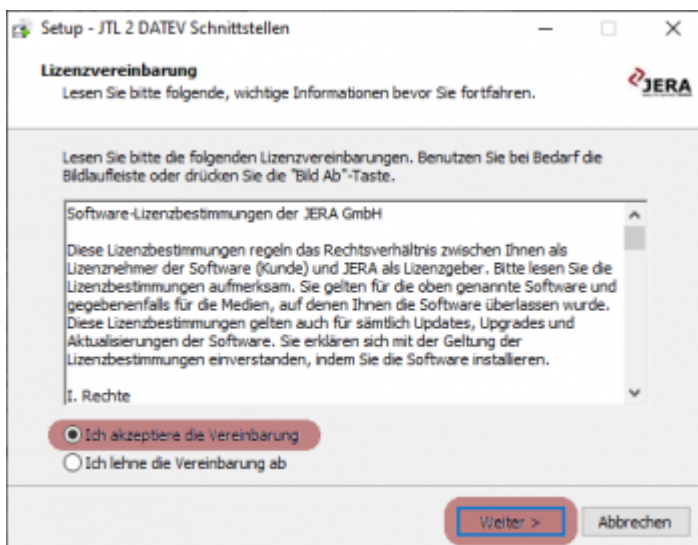 Setup - JTL 2 DATEV Schnittstellen
Lizenzvereinbarung
Lesen Sie bitte folgende, wichtige Informationen bevor Sie fortfahren.
JERA
Lesen Sie bitte die folgenden Lizenzvereinbarungen. Benutzen Sie bei Bedarf die
Bildlaufleiste oder drücken Sie die "Bild Ab"-Taste.
Software-Lizenzbestimmungen der JERA GmbH
Diese Lizenzbestimmungen regeln das Rechtsverhältnis zwischen Ihnen als
Lizenznehmer der Software (Kunde) und JERA als Lizenzgeber. Bitte lesen Sie die
Lizenzbestimmungen aufmerksam. Sie gelten für die oben genannte Software und
gegebenenfalls für die Medien, auf denen Ihnen die Software überlassen wurde.
Diese Lizenzbestimmungen gelten auch für sämtlich Updates, Upgrades und
Aktualisierungen der Software. Sie erklären sich mit der Geltung der
Lizenzbestimmungen einverstanden, indem Sie die Software installieren.
I. Rechte
Ich akzeptiere die Vereinbarung
Ich lehne die Vereinbarung ab
Weiter >
Abbrechen